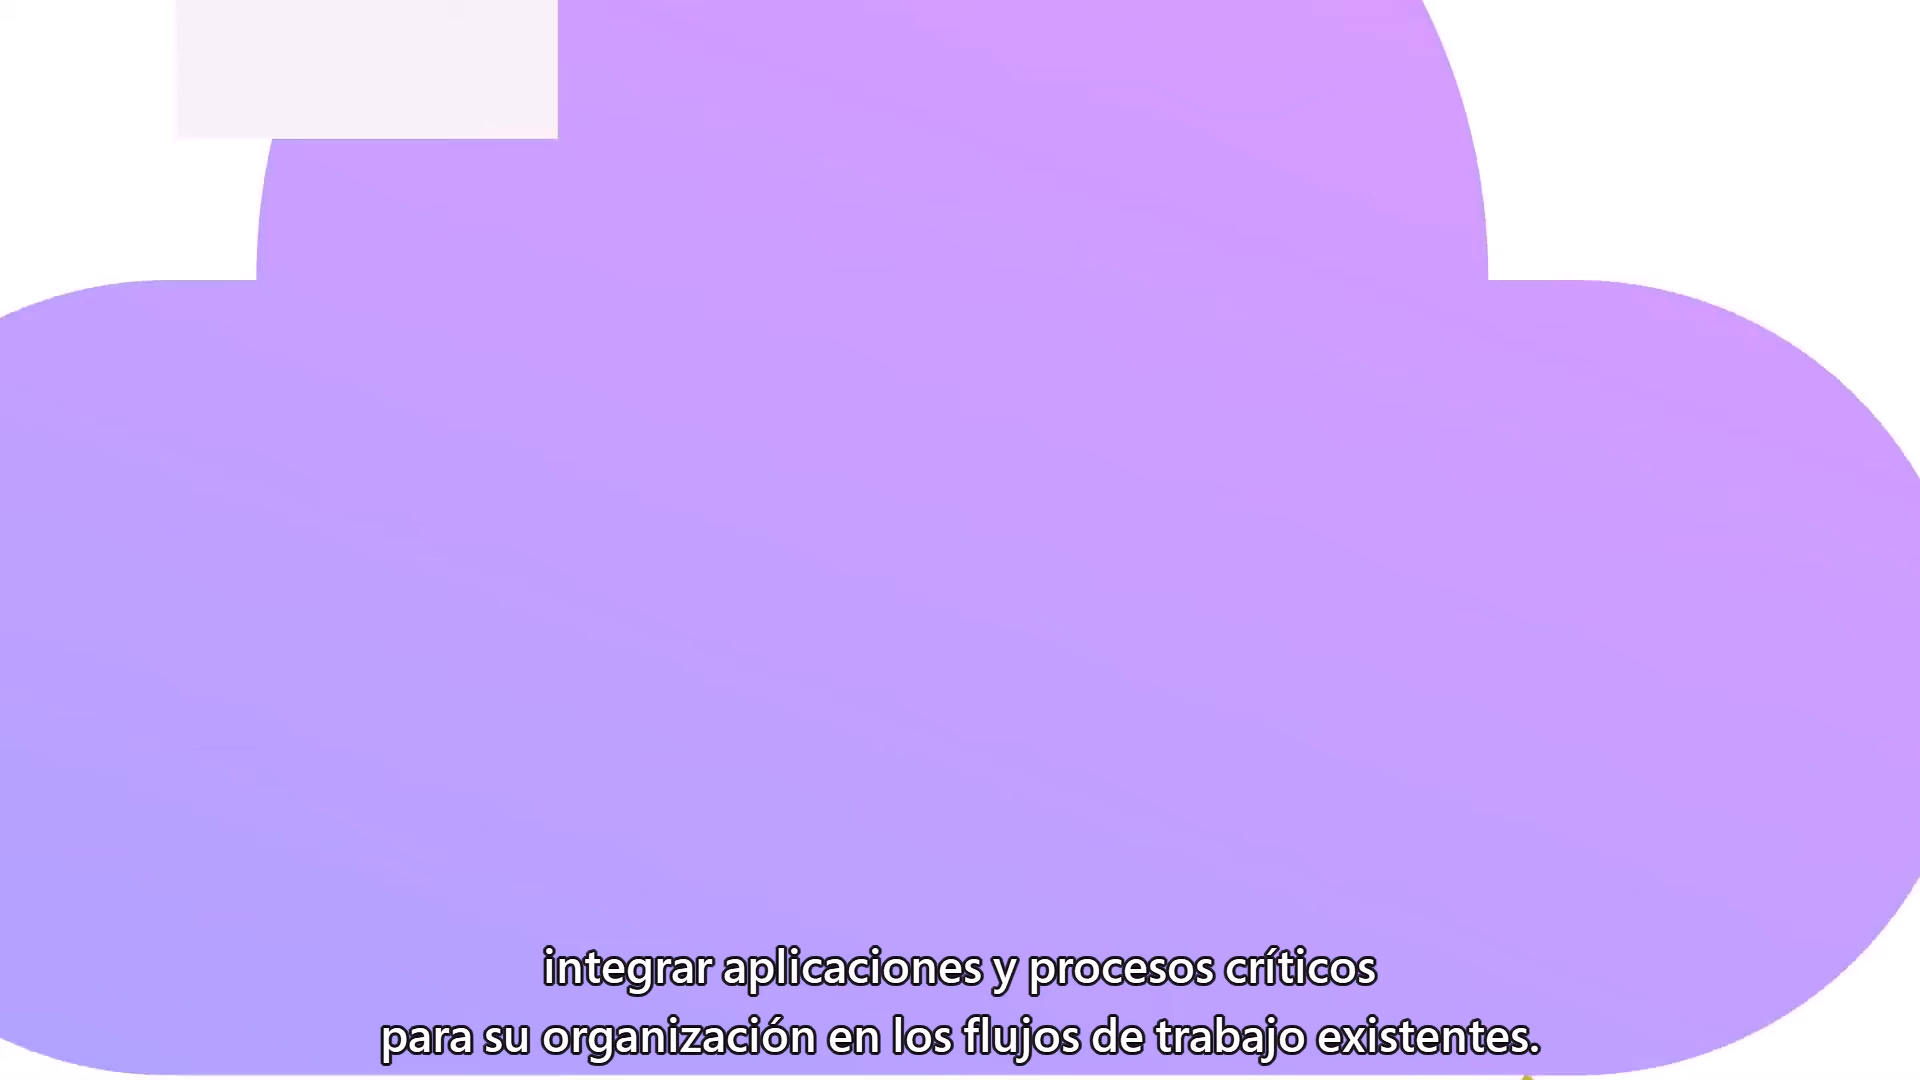 integrar aplicaciones y procesos críticos
para su organización en los flujos de trabajo existentes.